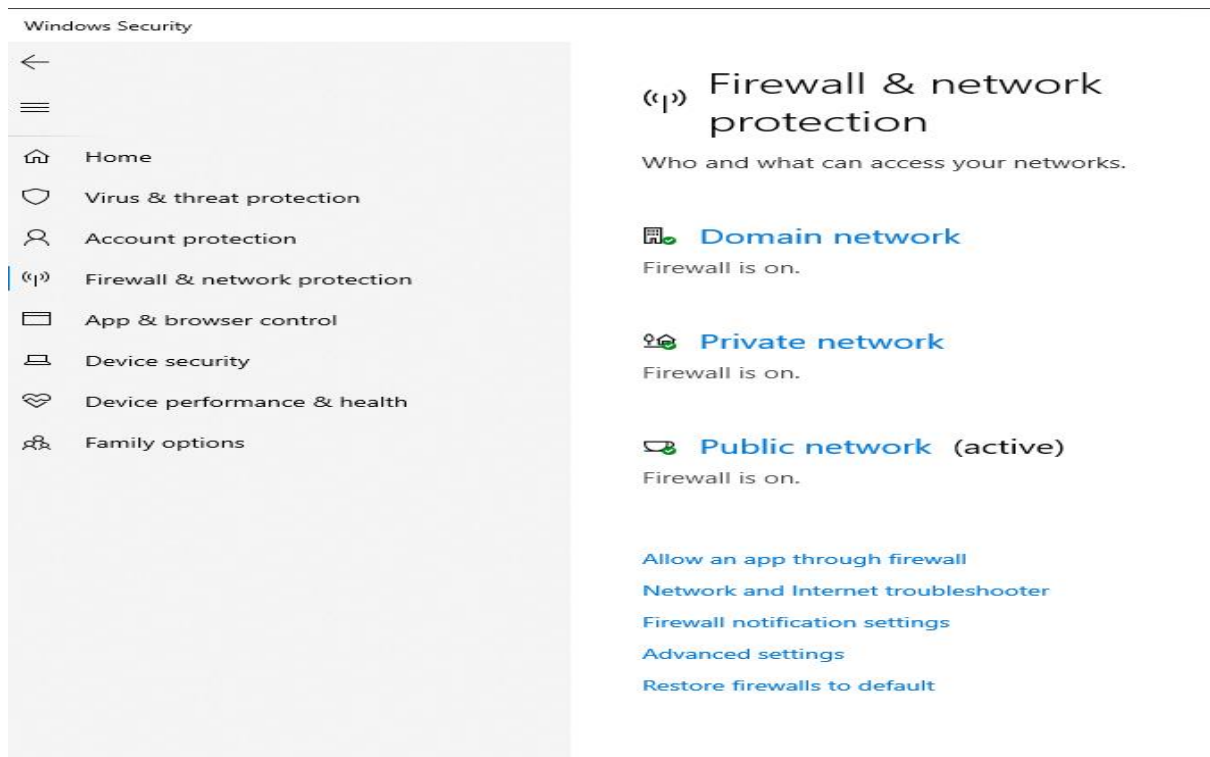 Windows Security
Home
Virus & threat protection
Account protection
Firewall & network protection
App & browser control
Device security
Device performance & health
Family options
Firewall & network
protection
Who and what can access your networks.
Domain network
Firewall is on.
Private network
Firewall is on.
Public network (active)
Firewall is on.
Allow an app through firewall
Network and Internet troubleshooter
Firewall notification settings
Advanced settings
Restore firewalls to default